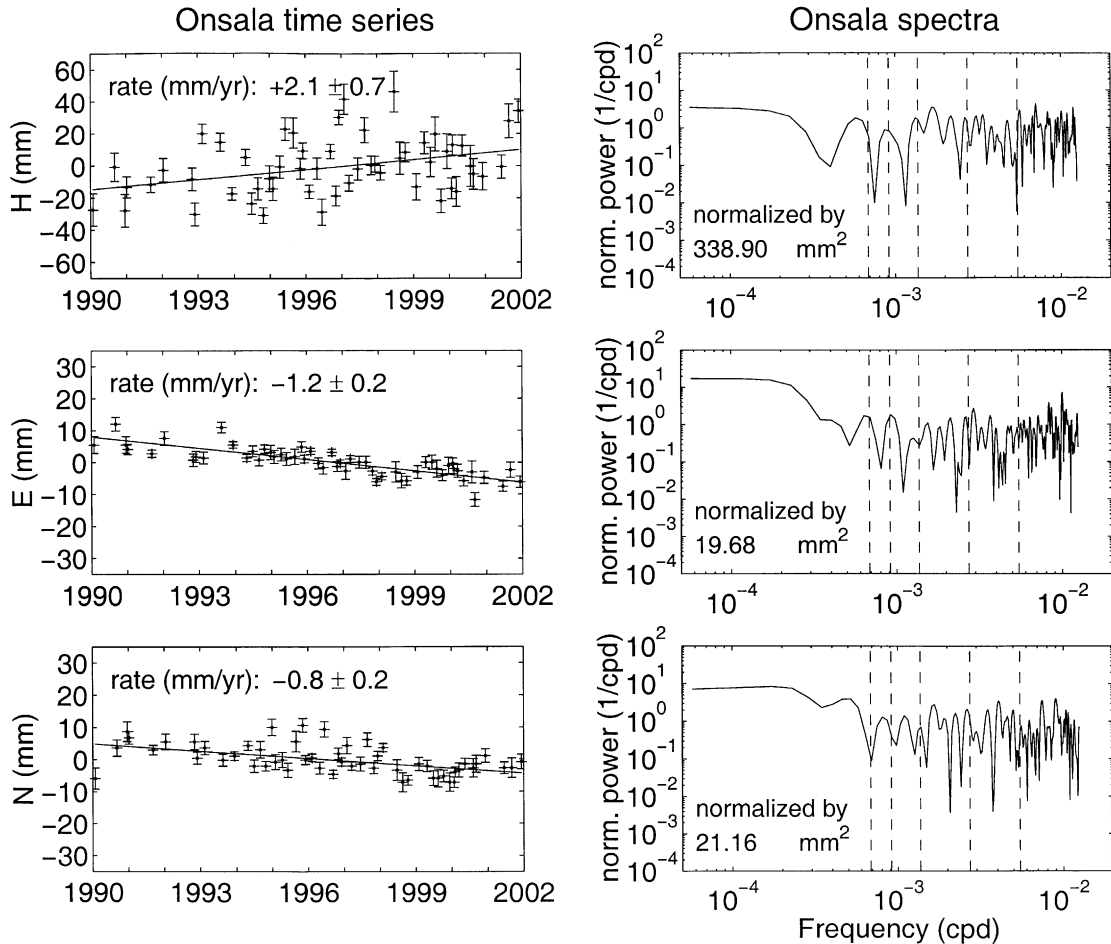 Onsala time series
Onsala spectra
H (mm)
60
40
20
0
−20
−40
−60
rate (mm/yr): +2.1 ± 0.7
1990 1993 1996 1999 2002
norm. power (1/cpd)
10^2
10^1
10^0
10^−1
10^−2
10^−3
10^−4
normalized by
338.90 mm^2
10^−4 10^−3 10^−2
E (mm)
30
20
10
0
−10
−20
−30
rate (mm/yr): −1.2 ± 0.2
1990 1993 1996 1999 2002
norm. power (1/cpd)
10^2
10^1
10^0
10^−1
10^−2
10^−3
10^−4
normalized by
19.68 mm^2
10^−4 10^−3 10^−2
N (mm)
30
20
10
0
−10
−20
−30
rate (mm/yr): −0.8 ± 0.2
1990 1993 1996 1999 2002
norm. power (1/cpd)
10^2
10^1
10^0
10^−1
10^−2
10^−3
10^−4
normalized by
21.16 mm^2
10^−4 10^−3 10^−2
Frequency (cpd)